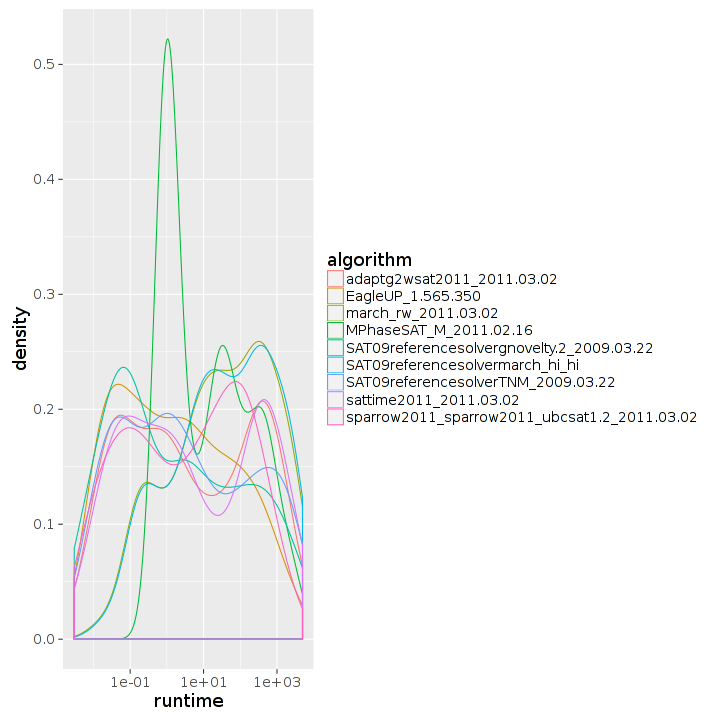 0.5
0.4
0.3
0.2
0.1
0.0
density
1e-01 1e+01 1e+03
runtime
algorithm
adaptg2wsat2011_2011.03.02
EagleUP_1.565.350
march_rw_2011.03.02
MPhaseSAT_M_2011.02.16
SAT09referencesolvergnovelty.2_2009.03.22
SAT09referencesolvermarch_hi_hi
SAT09referencesolverTNM_2009.03.22
sattime2011_2011.03.02
sparrow2011_sparrow2011_ubcsat1.2_2011.03.02